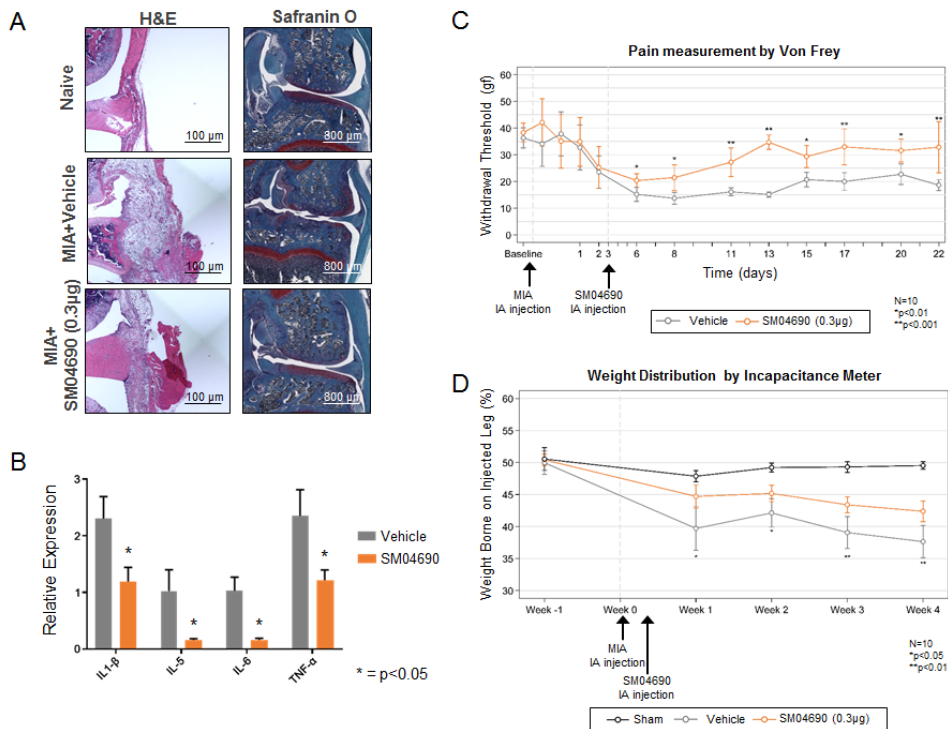 A
H&E
Safranin O
Naive
100 µm
800 µm
MIA+Vehicle
100 µm
800 µm
MIA+
SM04690 (0.3µg)
100 µm
800 µm
B
Relative Expression
3
2
1
0
*
*
*
*
Vehicle
SM04690
IL1-β
IL-5
IL-6
TNF-α
* = p<0.05
C
Pain measurement by Von Frey
Withdrawal Threshold (gf)
60
50
40
30
20
10
0
* * ** ** * ** * **
Baseline 1 2 3 6 8 11 13 15 17 20 22
Time (days)
MIA
IA injection
SM04690
IA injection
Vehicle SM04690 (0.3µg)
N=10
*p<0.01
**p<0.001
D
Weight Distribution by Incapacitance Meter
Weight Borne on Injected Leg (%)
60
55
50
45
40
35
30
* * ** **
Week -1 Week 0 Week 1 Week 2 Week 3 Week 4
MIA
IA injection
SM04690
IA injection
N=10
*p<0.05
**p<0.01
Sham Vehicle SM04690 (0.3µg)